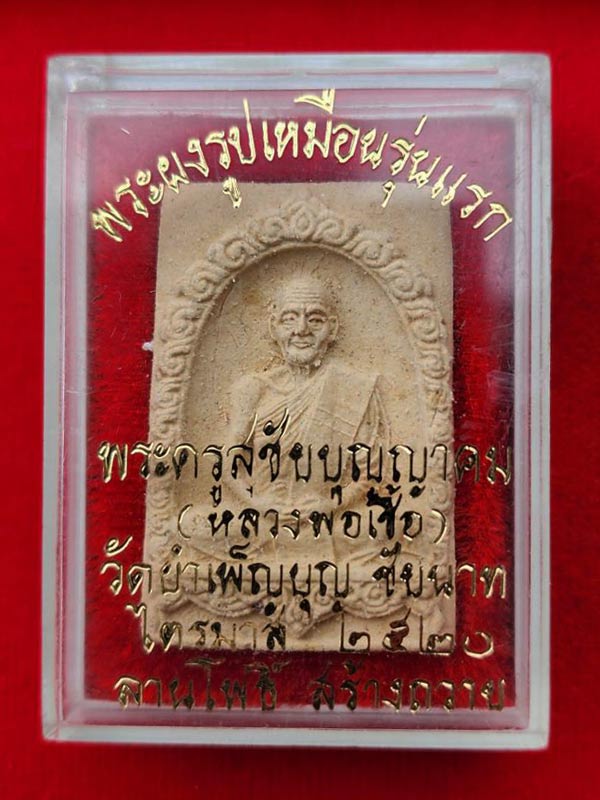 พระผงรูปเหมือนรุ่นแรก
พระครูสุชัยบุญญาคม
(หลวงพ่อเชื้อ)
วัดบำเพ็ญบุญ ชัยนาท
ไตรมาส ๒๕๒๐
ลานโพธิ์ สร้างถวาย